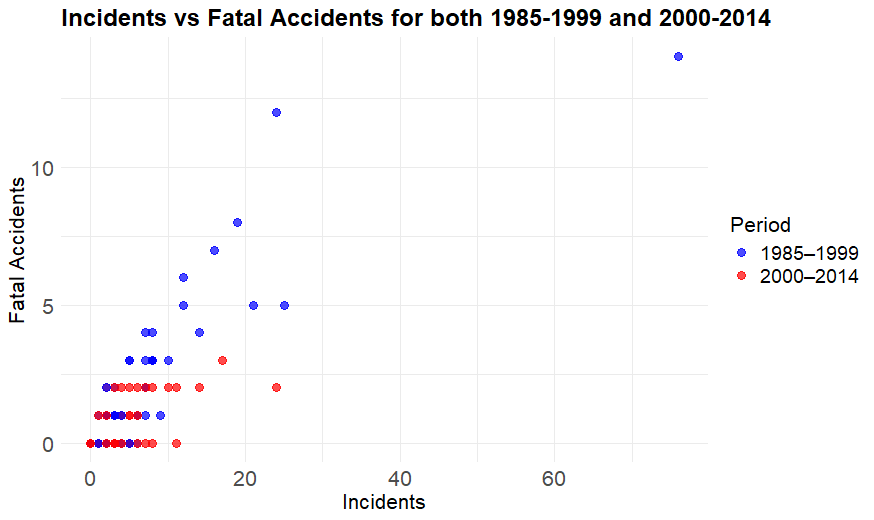 Incidents vs Fatal Accidents for both 1985-1999 and 2000-2014
Fatal Accidents
10
5
0
0 20 40 60
Incidents
Period
1985–1999
2000–2014